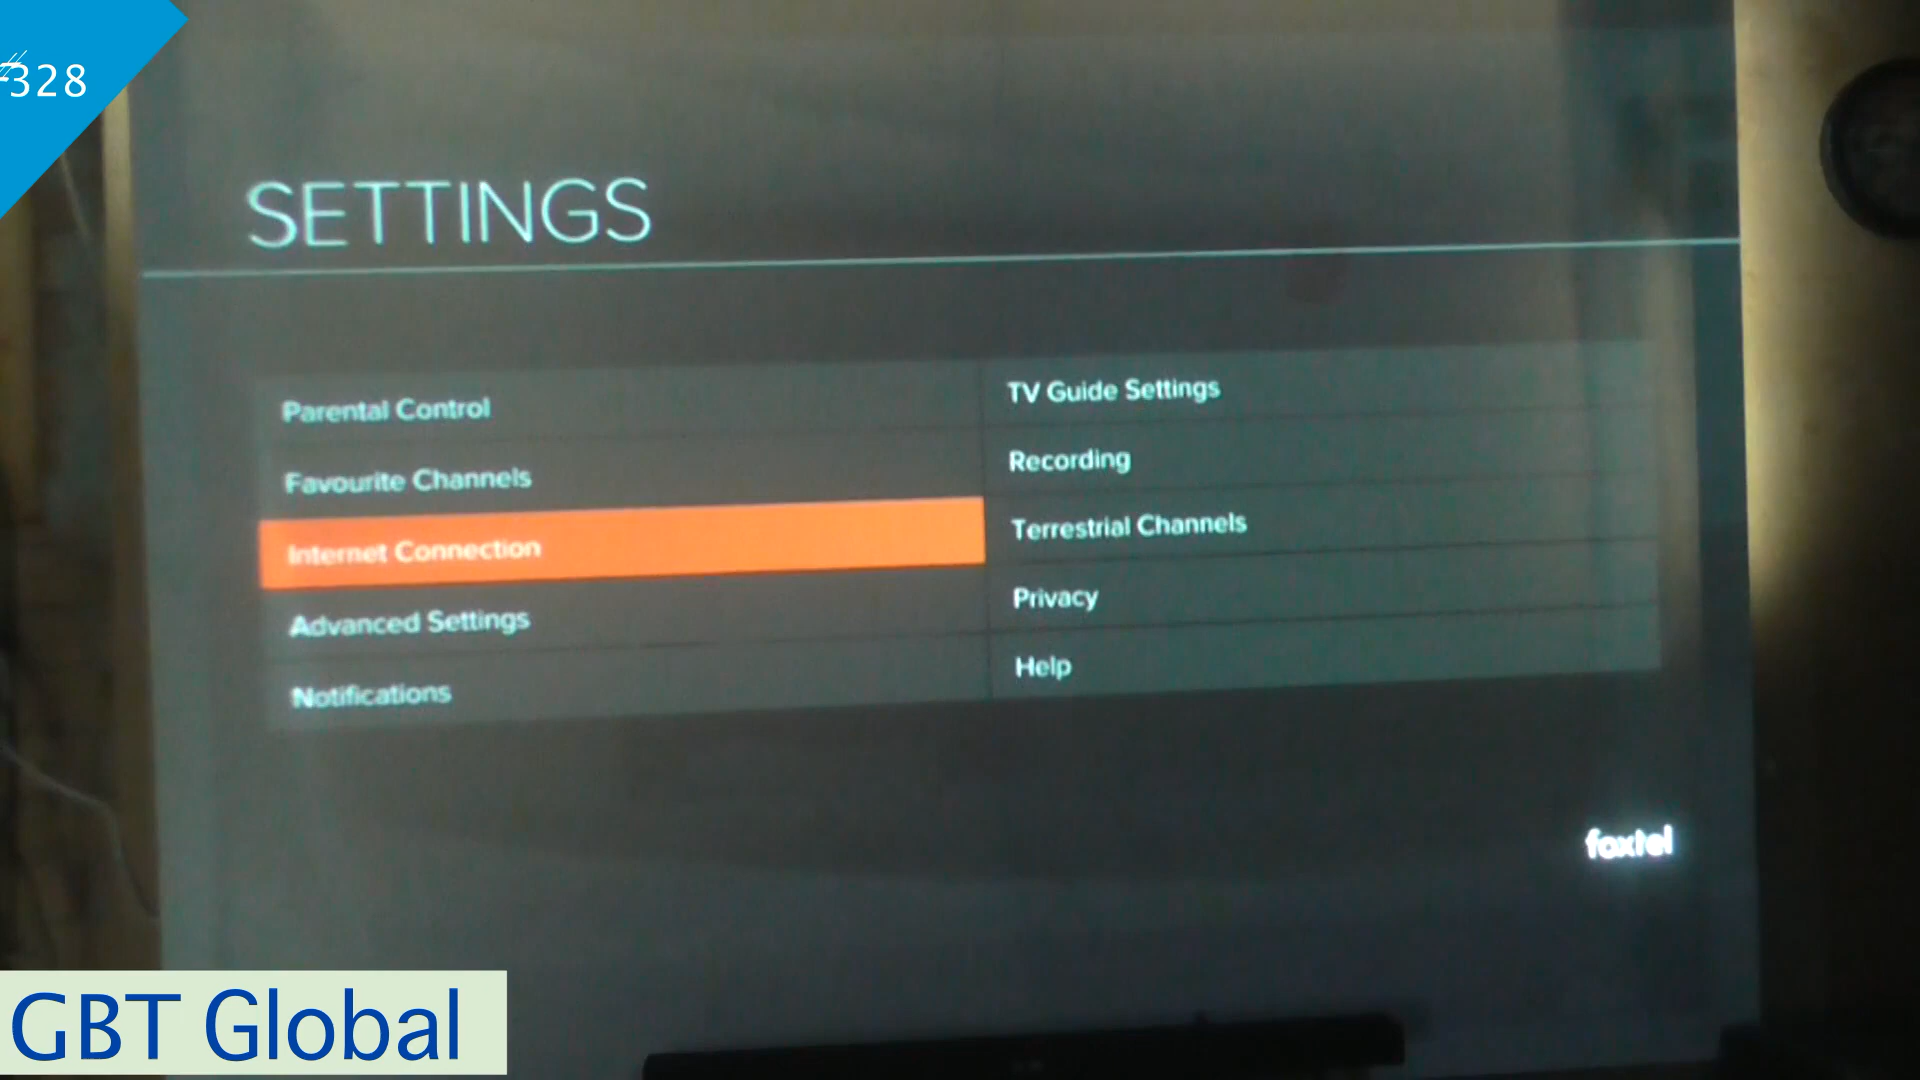 #328
SETTINGS
Parental Control
Favourite Channels
Internet Connection
Advanced Settings
Notifications
TV Guide Settings
Recording
Terrestrial Channels
Privacy
Help
foxtel
GBT Global